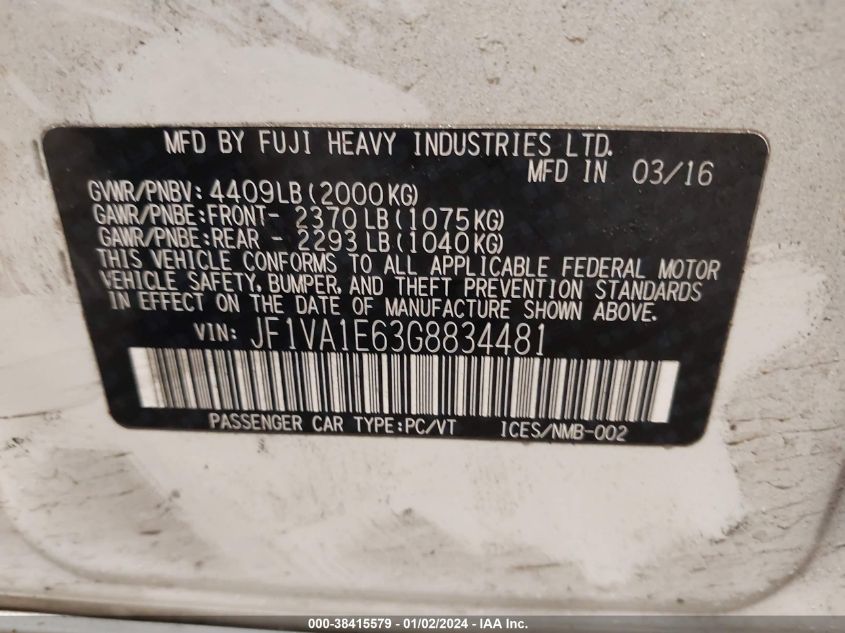 MFD BY FUJI HEAVY INDUSTRIES LTD.
MFD IN 03/16
GVWR/PNBV: 4409LB(2000KG)
GAWR/PNBE:FRONT- 2370LB(1075KG)
GAWR/PNBE:REAR - 2293LB(1040KG)
THIS VEHICLE CONFORMS TO ALL APPLICABLE FEDERAL MOTOR
VEHICLE SAFETY, BUMPER, AND THEFT PREVENTION STANDARDS
IN EFFECT ON THE DATE OF MANUFACTURE SHOWN ABOVE.
VIN: JF1VA1E63G8834481
PASSENGER CAR TYPE:PC/VT ICES/NMB-002
000-38415579 - 01/02/2024 - IAA Inc.